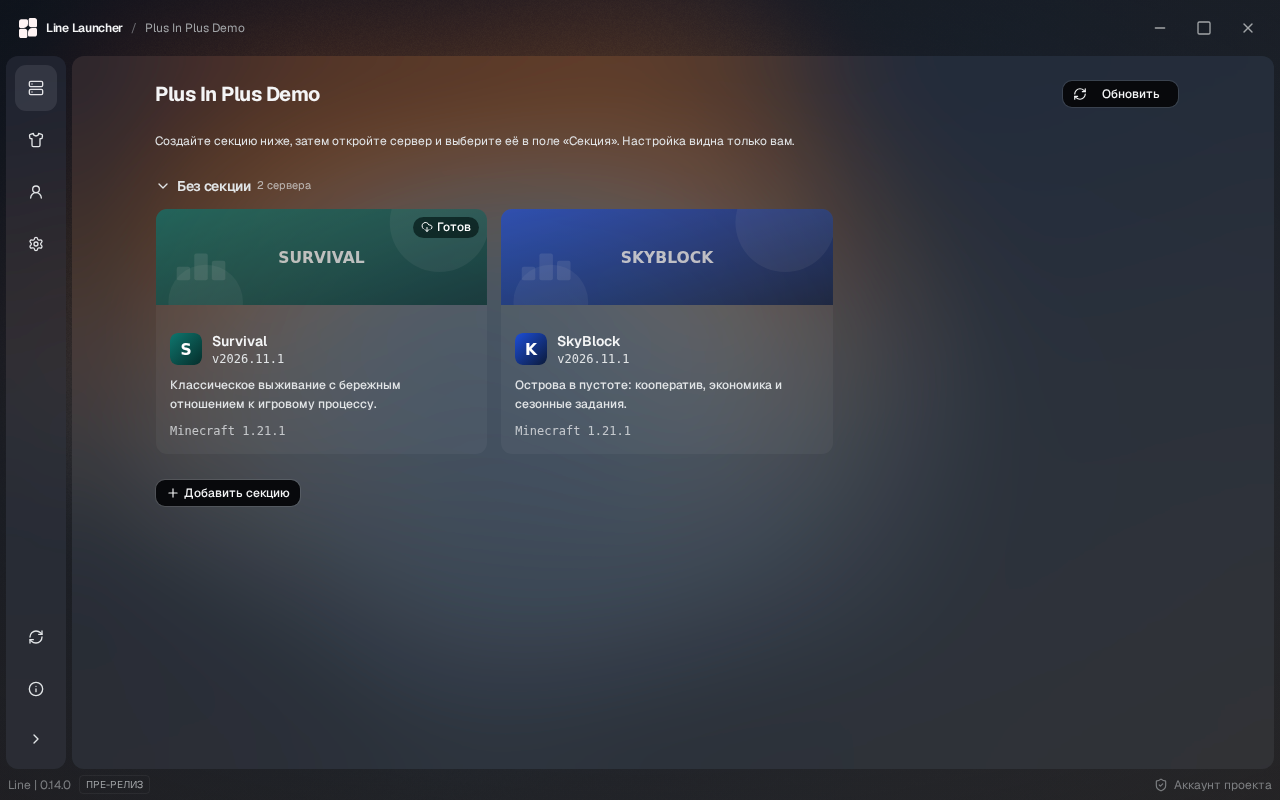 Line Launcher / Plus In Plus Demo
Plus In Plus Demo
Обновить
Создайте секцию ниже, затем откройте сервер и выберите её в поле «Секция». Настройка видна только вам.
Без секции 2 сервера
Готов
SURVIVAL
S
Survival
v2026.11.1
Классическое выживание с бережным
отношением к игровому процессу.
Minecraft 1.21.1
SKYBLOCK
K
SkyBlock
v2026.11.1
Острова в пустоте: кооператив, экономика и
сезонные задания.
Minecraft 1.21.1
Добавить секцию
Line | 0.14.0 ПРЕ-РЕЛИЗ
Аккаунт проекта